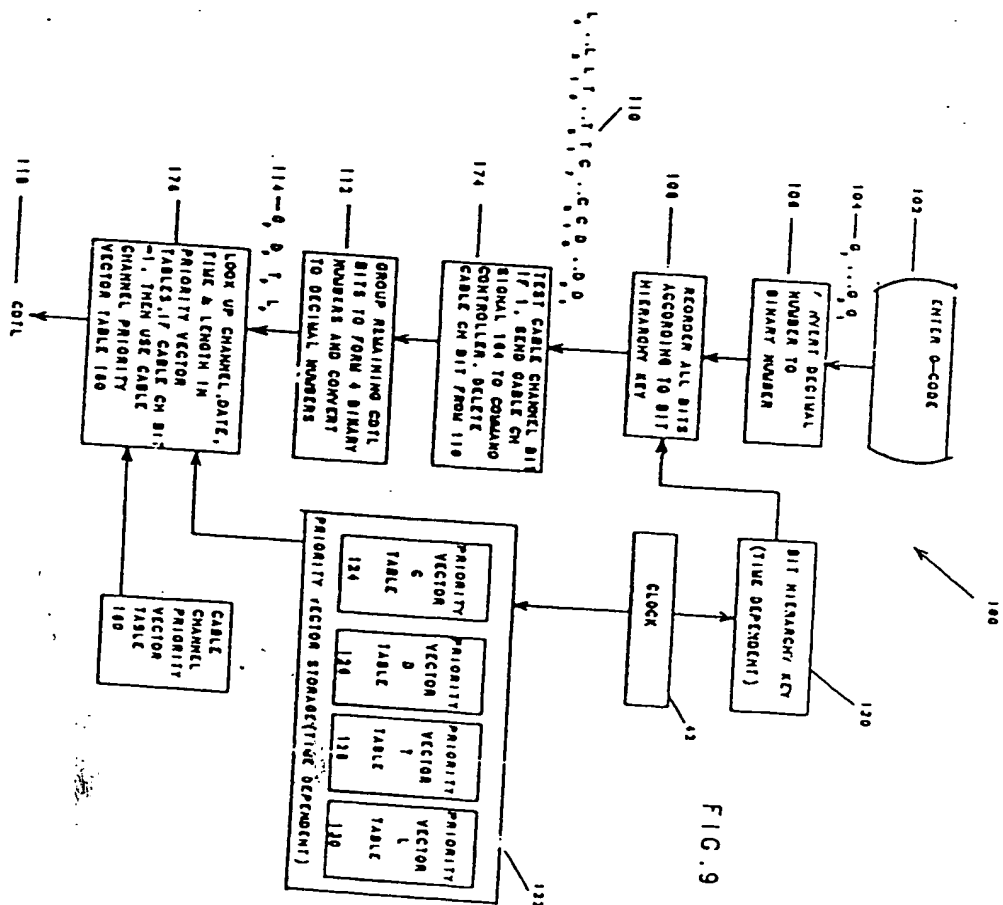 102
ENTER G-CODE
104—G, ...G G
106
NUMBER TO
BINARY NUMBER
108
REORDER ALL BITS
ACCORDING TO BIT
HIERARCHY KEY
110
L ..L L T ..T T C ..C C D ..D D
174
TEST CABLE CHANNEL BIT
IF 1, SEND CABLE CH
SIGNAL 164 TO COMMAND
CONTROLLER. DELETE
CABLE CH BIT FROM 110
112
GROUP REMAINING CDTL
BITS TO FORM 4 BINARY
NUMBERS AND CONVERT
TO DECIMAL NUMBERS
114—C, D, T, L,
176
LOOK UP CHANNEL, DATE,
TIME & LENGTH IN
PRIORITY VECTOR
TABLES. IF CABLE CH BIT
=1, THEN USE CABLE
CHANNEL PRIORITY
VECTOR TABLE 160
118
CDTL
180
BIT HIERARCHY KEY
(TIME DEPENDENT)
120
CLOCK
42
PRIORITY
VECTOR
C
TABLE
124
PRIORITY
VECTOR
D
TABLE
126
PRIORITY
VECTOR
T
TABLE
128
PRIORITY
VECTOR
L
TABLE
130
PRIORITY VECTOR STORAGE(TIME DEPENDENT)
122
CABLE
CHANNEL
PRIORITY
VECTOR
TABLE
160
FIG.9